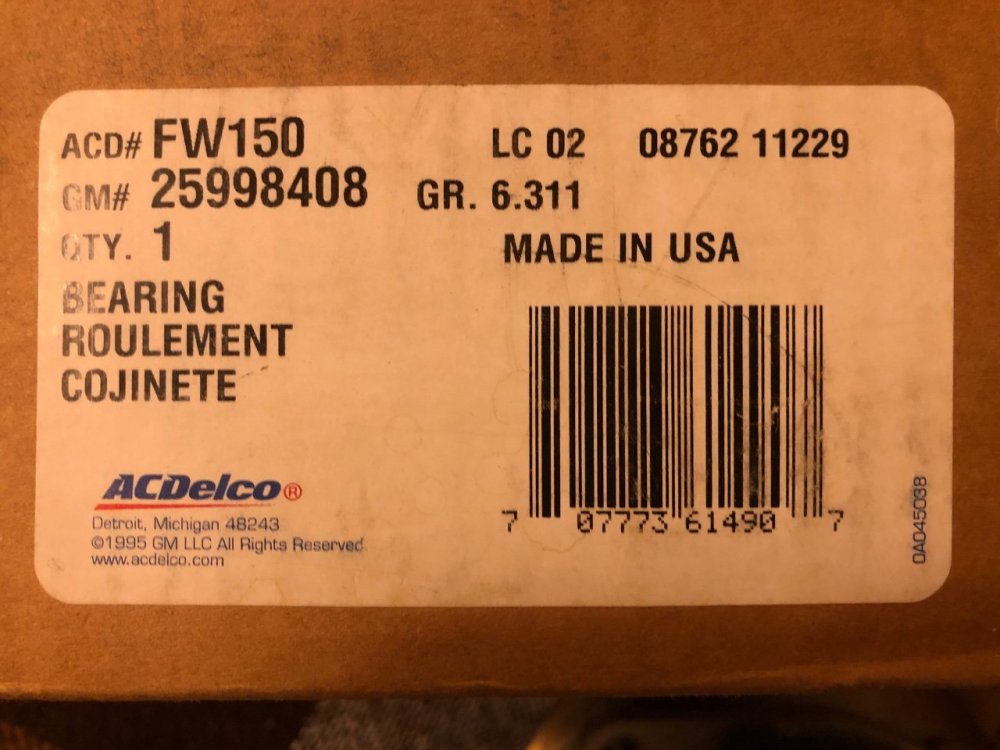 ACD# FW150 LC 02 08762 11229
GM# 25998408 GR. 6.311
QTY. 1 MADE IN USA
BEARING
ROULEMENT
COJINETE
ACDelco®
Detroit, Michigan 48243
©1995 GM LLC All Rights Reserved
www.acdelco.com
7 07773 61490 7
0A045038